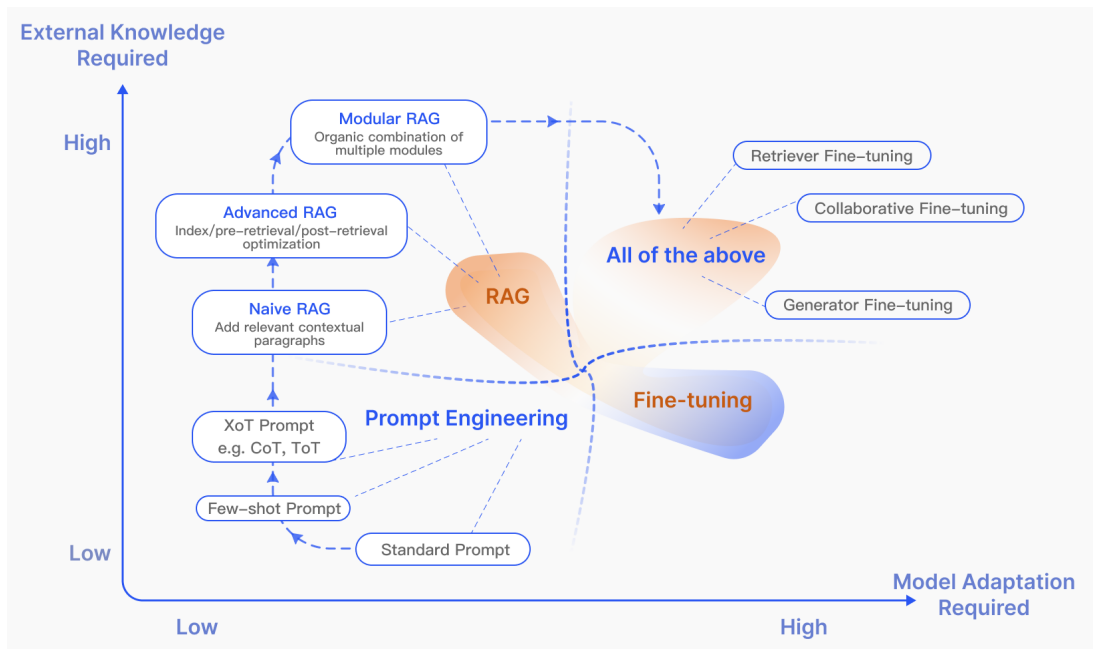 External Knowledge
Required
High
Modular RAG
Organic combination of
multiple modules
Retriever Fine-tuning
Advanced RAG
Index/pre-retrieval/post-retrieval
optimization
Collaborative Fine-tuning
All of the above
RAG
Naive RAG
Add relevant contextual
paragraphs
Generator Fine-tuning
Fine-tuning
Prompt Engineering
XoT Prompt
e.g. CoT, ToT
Few-shot Prompt
Standard Prompt
Low
Model Adaptation
Required
Low
High